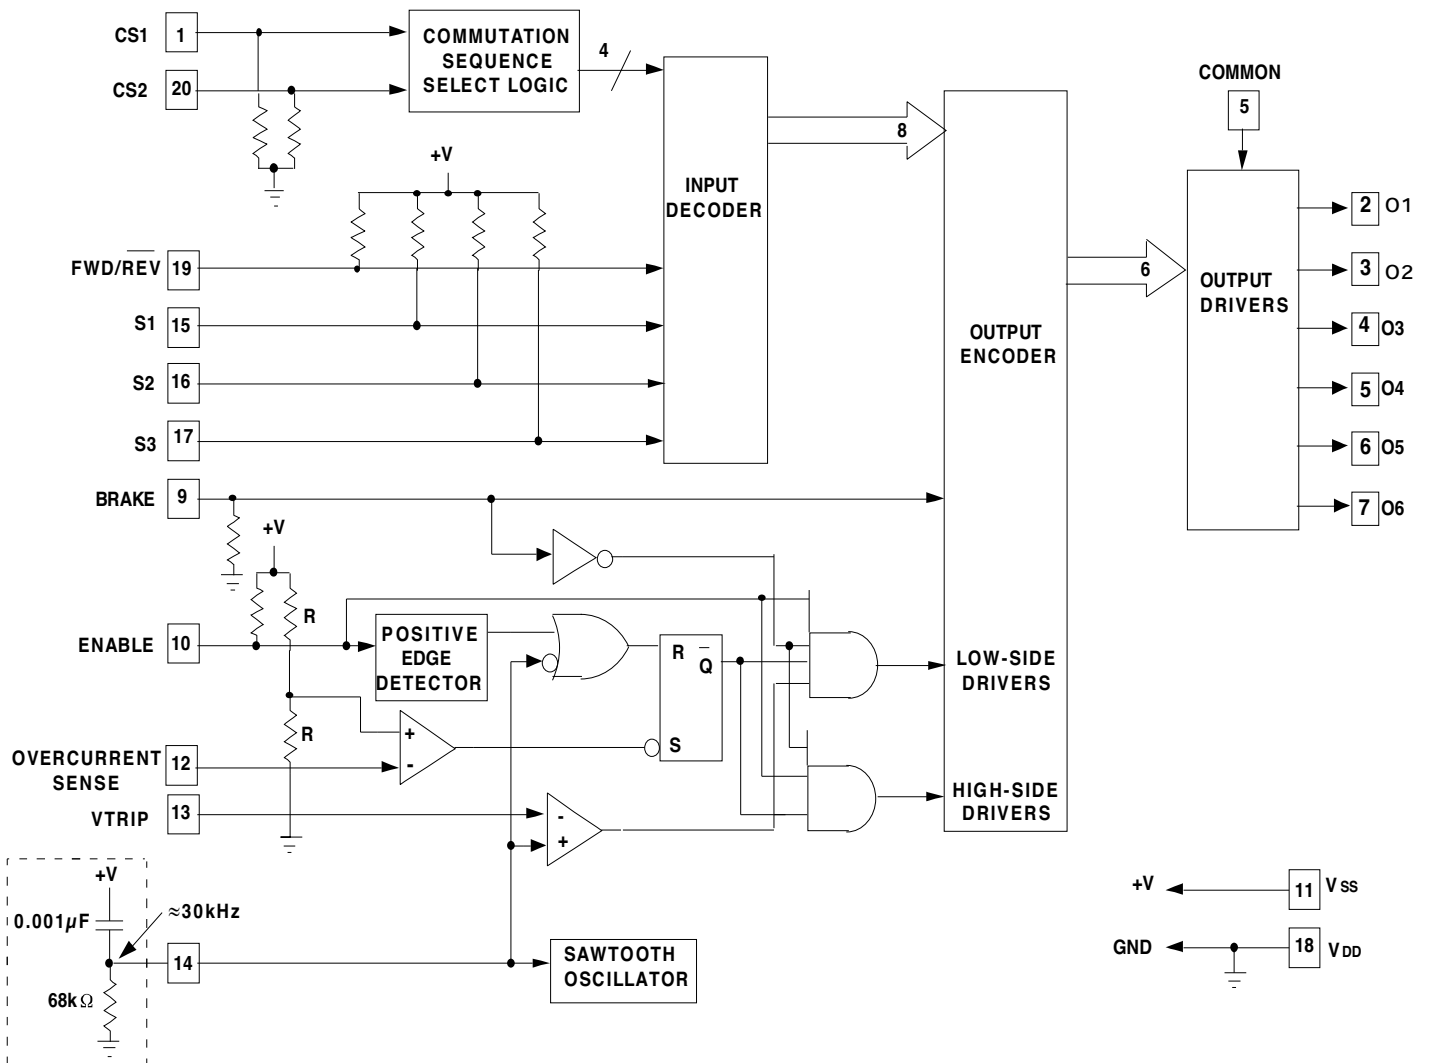 CS1 1
CS2 20
COMMUTATION
SEQUENCE
SELECT LOGIC
4
+V
FWD/REV 19
S1 15
S2 16
S3 17
INPUT
DECODER
8
BRAKE 9
+V
R
ENABLE 10
POSITIVE
EDGE
DETECTOR
R
R Q
S
+
-
OVERCURRENT
SENSE
12
VTRIP 13
-
+
OUTPUT
ENCODER
LOW-SIDE
DRIVERS
HIGH-SIDE
DRIVERS
6
COMMON
5
OUTPUT
DRIVERS
2 O1
3 O2
4 O3
5 O4
6 O5
7 O6
+V
0.001µF
≈30kHz
14
68kΩ
SAWTOOTH
OSCILLATOR
+V 11 VSS
GND 18 VDD